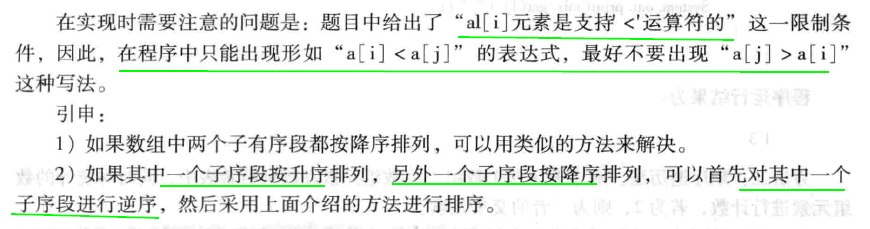 在实现时需要注意的问题是：题目中给出了“al[i]元素是支持'<'运算符的”这一限制条
件，因此，在程序中只能出现形如“a[i]<a[j]”的表达式，最好不要出现“a[j]>a[i]”
这种写法。
引申：
1）如果数组中两个子有序段都按降序排列，可以用类似的方法来解决。
2）如果其中一个子序段按升序排列，另外一个子序段按降序排列，可以首先对其中一个
子序段进行逆序，然后采用上面介绍的方法进行排序。